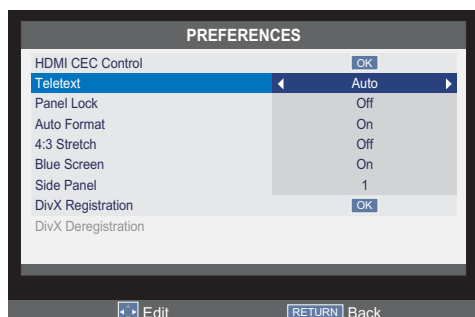 PREFERENCES
HDMI CEC Control OK
Teletext Auto
Panel Lock Off
Auto Format On
4:3 Stretch Off
Blue Screen On
Side Panel 1
DivX Registration OK
DivX Deregistration
Edit RETURN Back